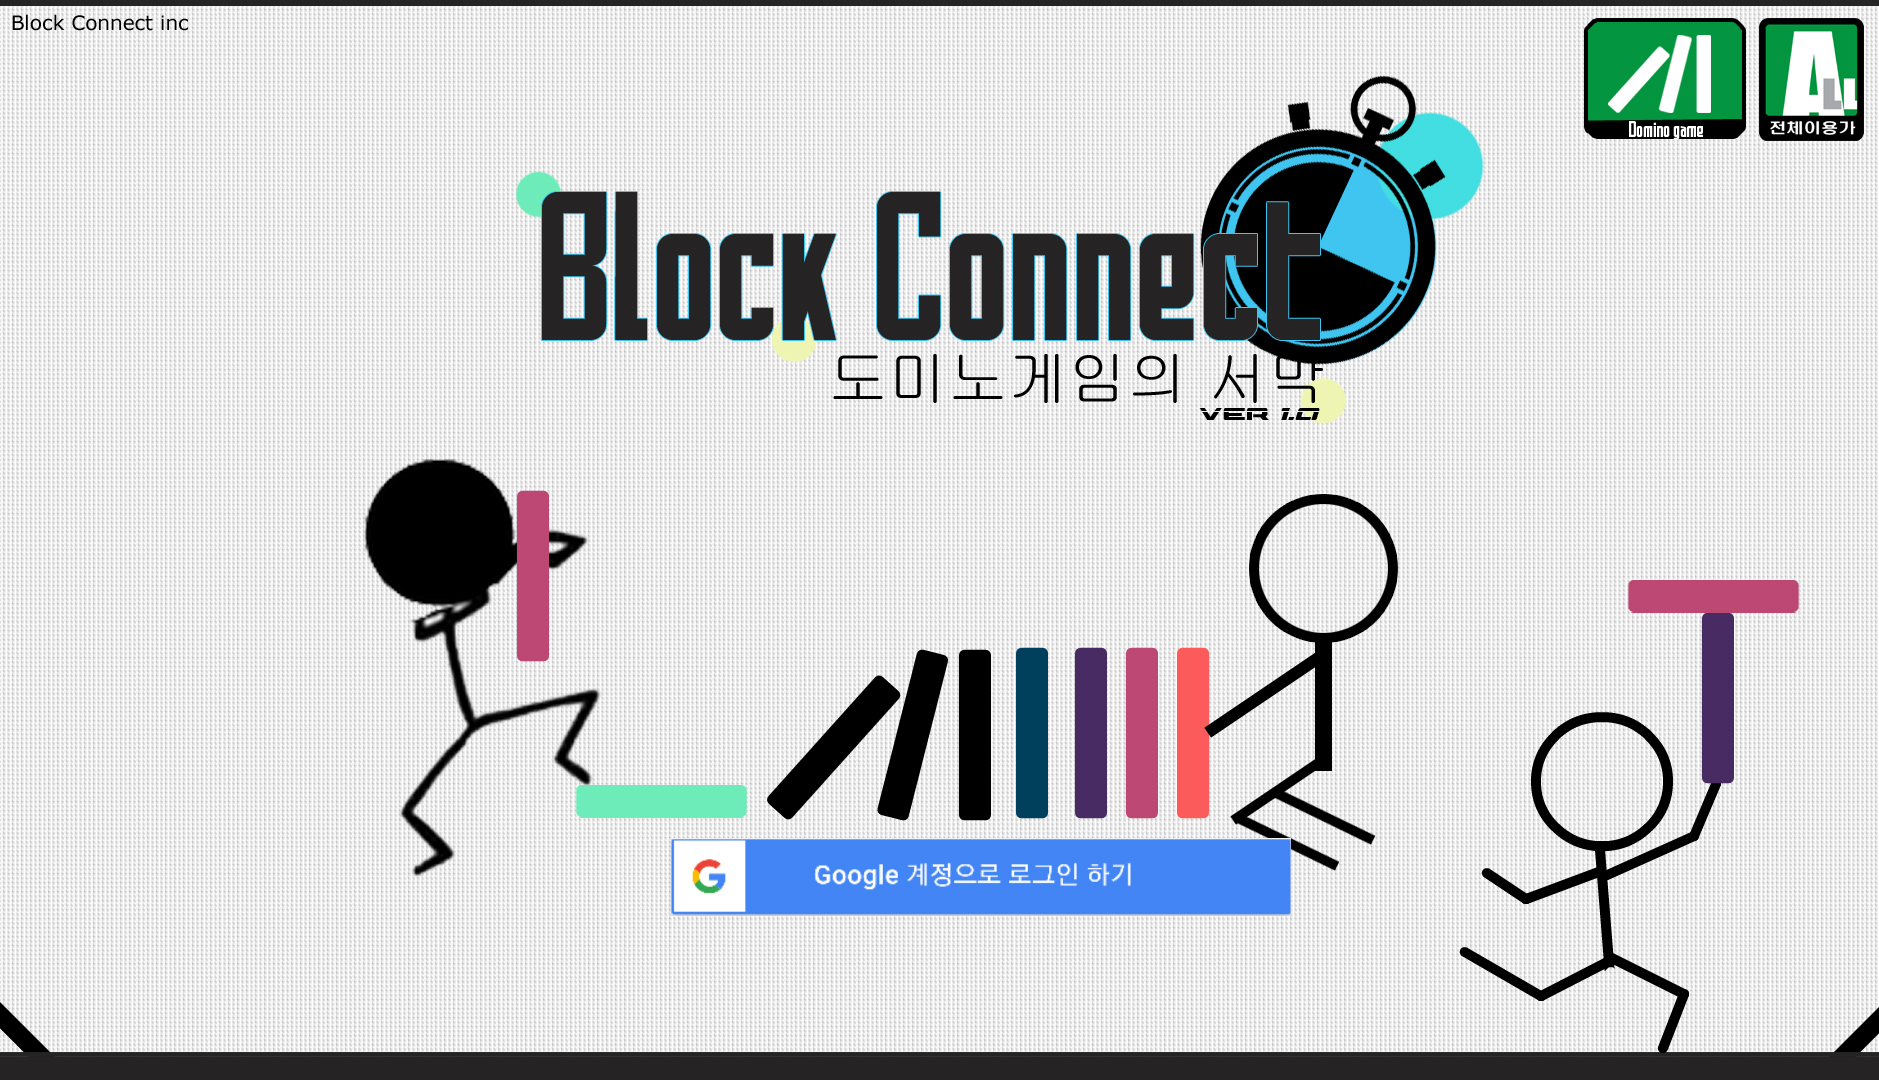 Block Connect inc
Domino game
ALL
전체이용가
Block Connect
도미노게임의 서막
VER 1.0
Google 계정으로 로그인 하기